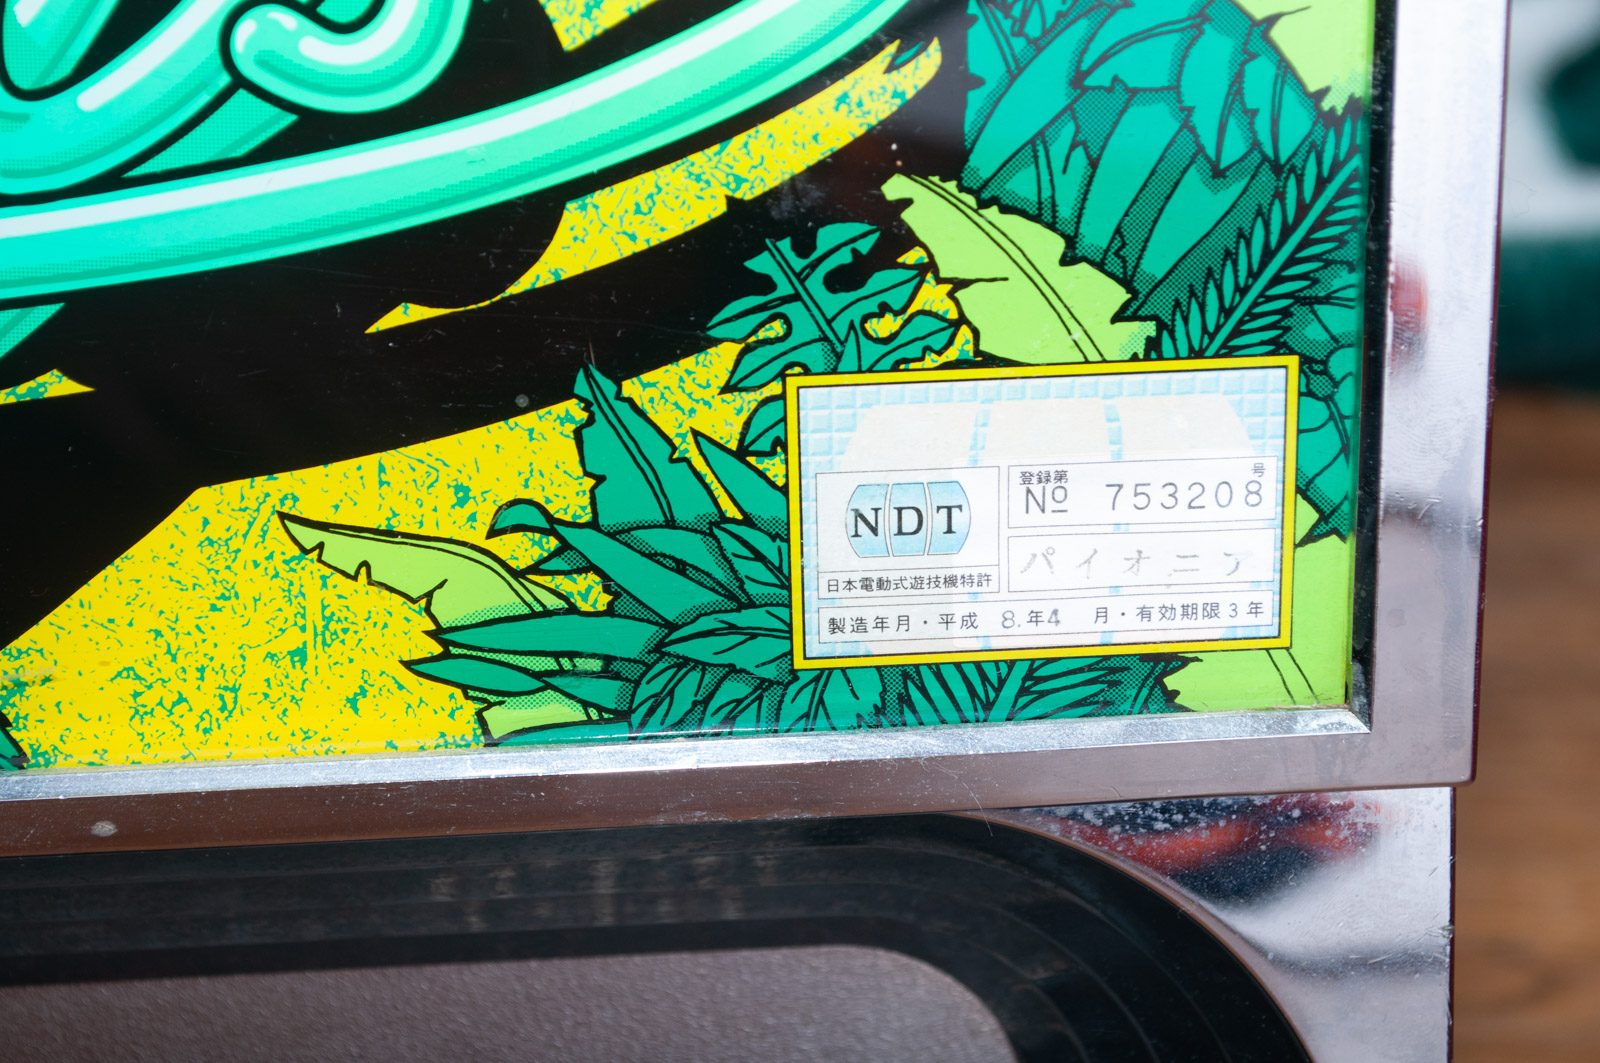 登録第 号
Nº 753208
NDT
パイオニア
日本電動式遊技機特許
製造年月・平成 8.年4 月・有効期限3年